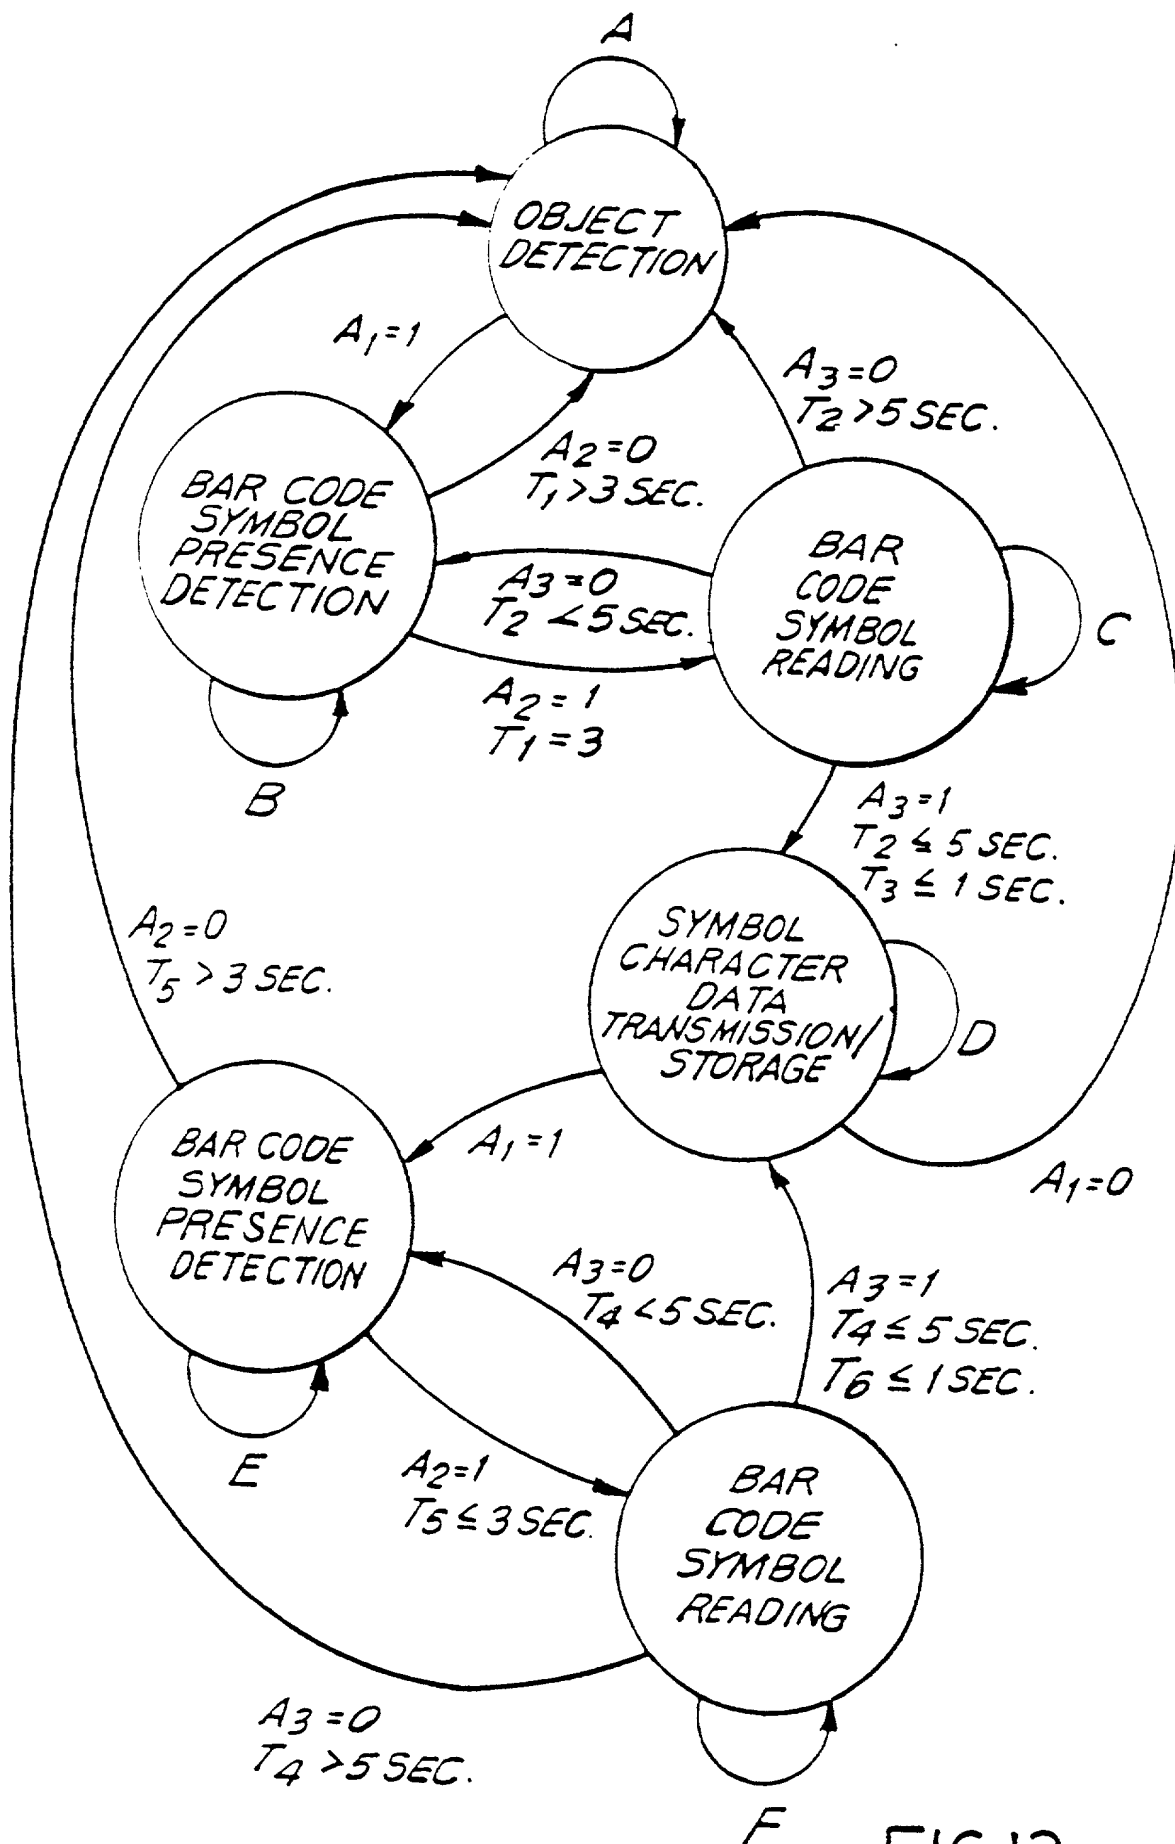 A
OBJECT
DETECTION
A1=1
A3=0
T2>5 SEC.
A2=0
T1>3 SEC.
BAR CODE
SYMBOL
PRESENCE
DETECTION
BAR
CODE
SYMBOL
READING
A3=0
T2<5 SEC.
C
A2=1
T1=3
B
A3=1
T2≤5 SEC.
T3≤1 SEC.
SYMBOL
CHARACTER
DATA
TRANSMISSION/
STORAGE
D
A2=0
T5>3 SEC.
A1=1
A1=0
BAR CODE
SYMBOL
PRESENCE
DETECTION
A3=0
T4<5 SEC.
A3=1
T4≤5 SEC.
T6≤1 SEC.
E
A2=1
T5≤3 SEC.
BAR
CODE
SYMBOL
READING
A3=0
T4>5 SEC.
F